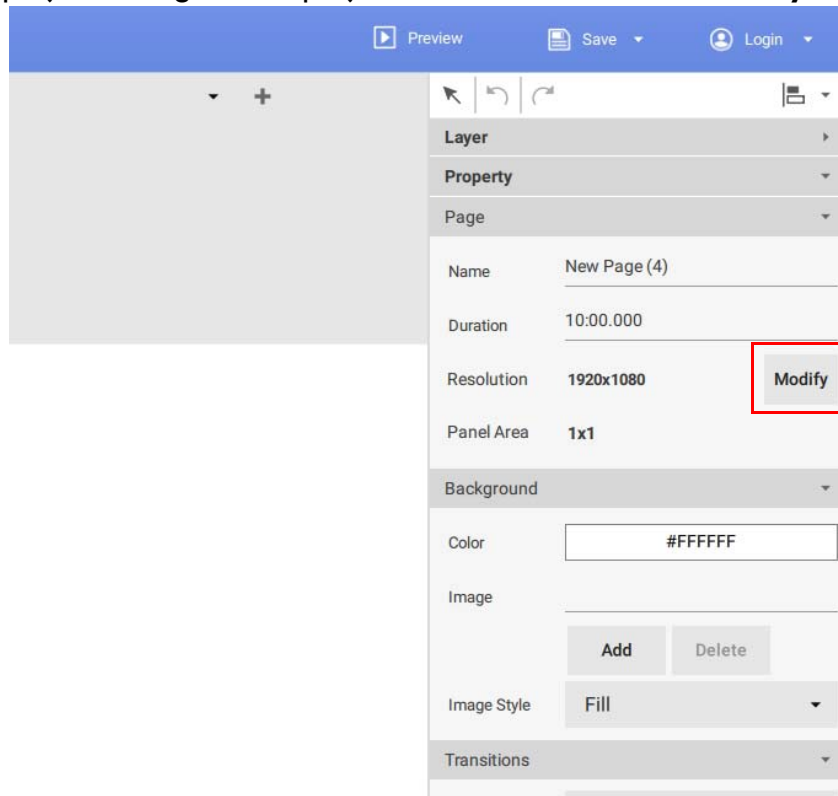 Preview Save Login
Layer
Property
Page
Name New Page (4)
Duration 10:00.000
Resolution 1920x1080 Modify
Panel Area 1x1
Background
Color #FFFFFF
Image
Add Delete
Image Style Fill
Transitions